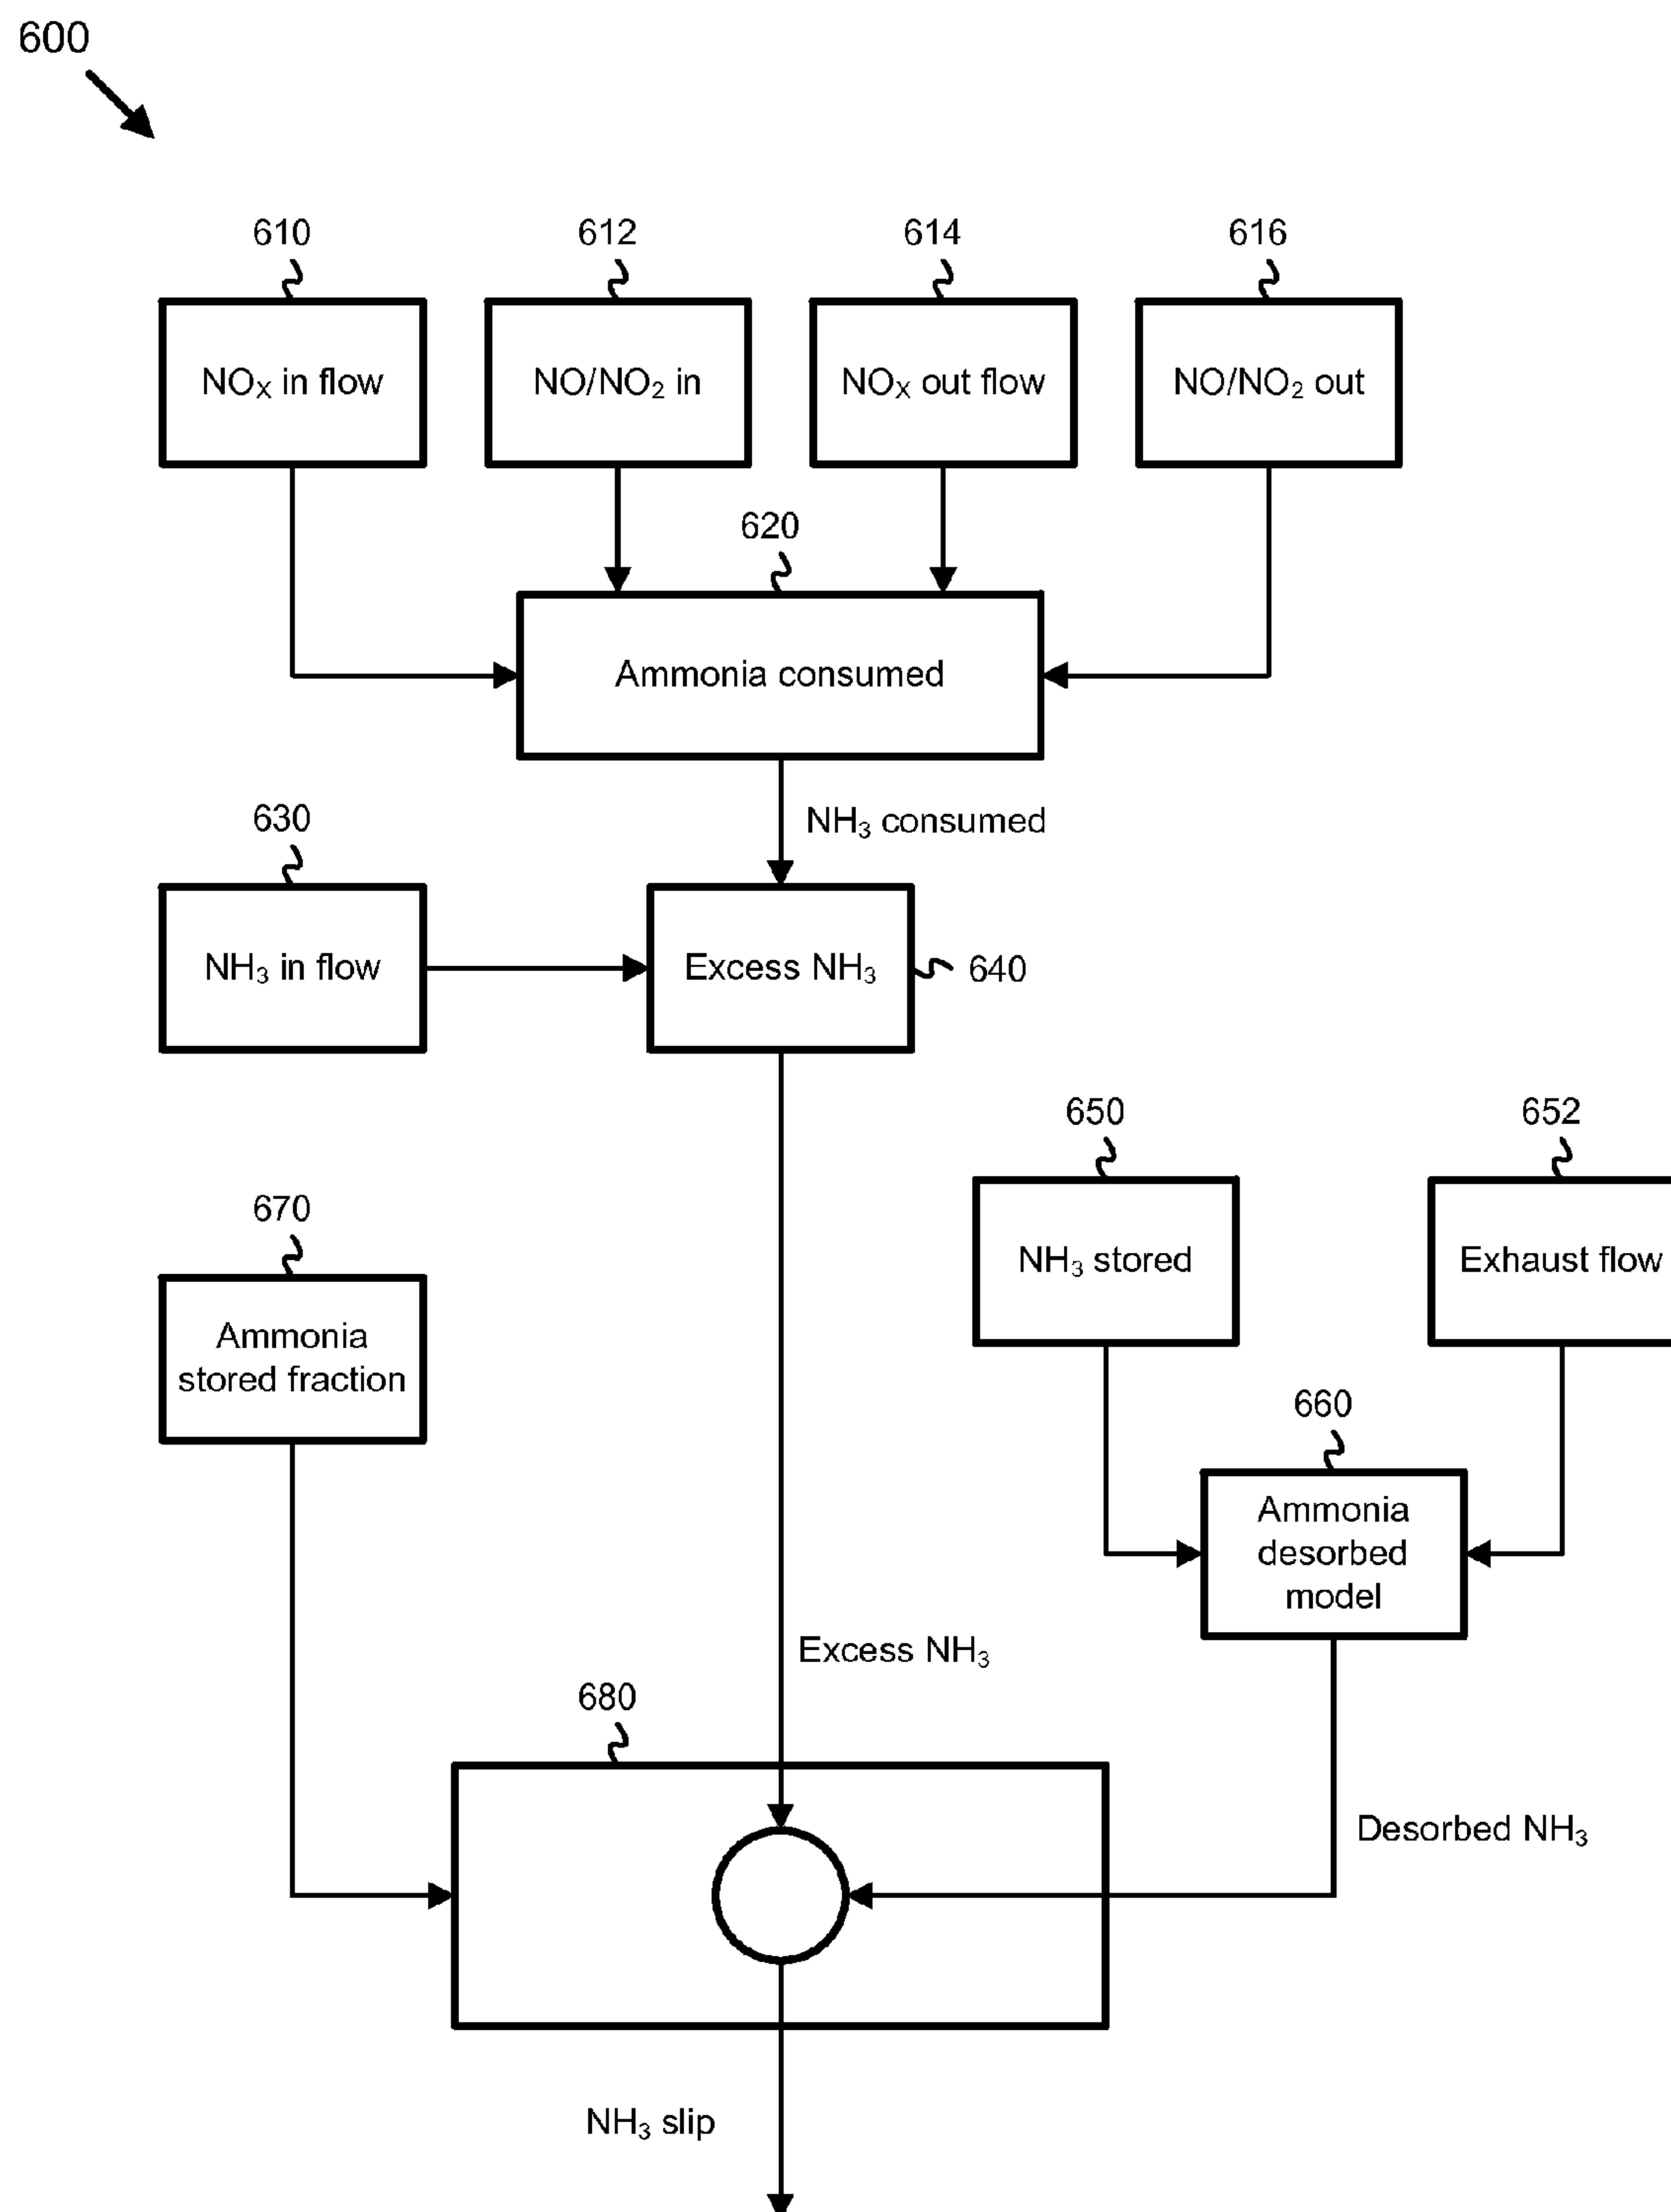 600
610
612
614
616
NOX in flow
NO/NO2 in
NOX out flow
NO/NO2 out
620
Ammonia consumed
NH3 consumed
630
NH3 in flow
Excess NH3
640
650
652
NH3 stored
Exhaust flow
670
Ammonia
stored fraction
660
Ammonia
desorbed
model
Excess NH3
680
Desorbed NH3
NH3 slip